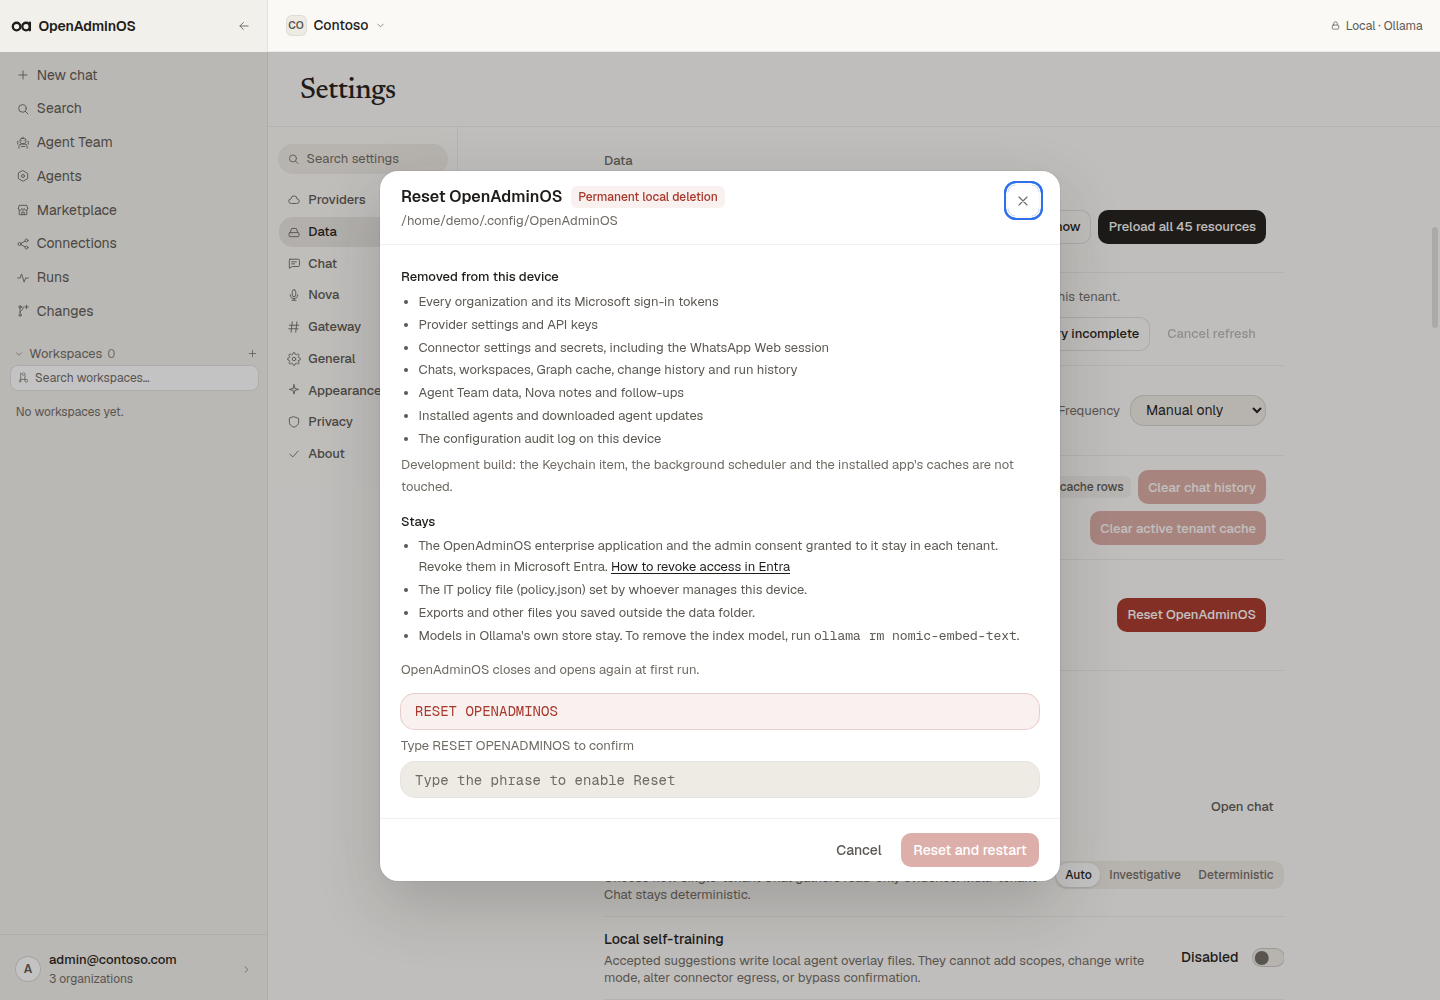 OpenAdminOS
CO Contoso
Local · Ollama
New chat
Search
Agent Team
Agents
Marketplace
Connections
Runs
Changes
Workspaces 0
Search workspaces...
No workspaces yet.
admin@contoso.com
A
3 organizations
Settings
Search settings
Providers
Data
Chat
Nova
Gateway
General
Appearance
Privacy
About
Data
Preload all 45 resources
his tenant.
incomplete
Cancel refresh
Frequency
Manual only
cache rows
Clear chat history
Clear active tenant cache
Reset OpenAdminOS
Open chat
Auto
Investigative
Deterministic
Chat stays deterministic.
Local self-training
Accepted suggestions write local agent overlay files. They cannot add scopes, change write
mode, alter connector egress, or bypass confirmation.
Disabled
Reset OpenAdminOS
Permanent local deletion
/home/demo/.config/OpenAdminOS
Removed from this device
• Every organization and its Microsoft sign-in tokens
• Provider settings and API keys
• Connector settings and secrets, including the WhatsApp Web session
• Chats, workspaces, Graph cache, change history and run history
• Agent Team data, Nova notes and follow-ups
• Installed agents and downloaded agent updates
• The configuration audit log on this device
Development build: the Keychain item, the background scheduler and the installed app's caches are not
touched.
Stays
• The OpenAdminOS enterprise application and the admin consent granted to it stay in each tenant.
Revoke them in Microsoft Entra. How to revoke access in Entra
• The IT policy file (policy.json) set by whoever manages this device.
• Exports and other files you saved outside the data folder.
• Models in Ollama's own store stay. To remove the index model, run ollama rm nomic-embed-text.
OpenAdminOS closes and opens again at first run.
RESET OPENADMINOS
Type RESET OPENADMINOS to confirm
Type the phrase to enable Reset
Cancel
Reset and restart